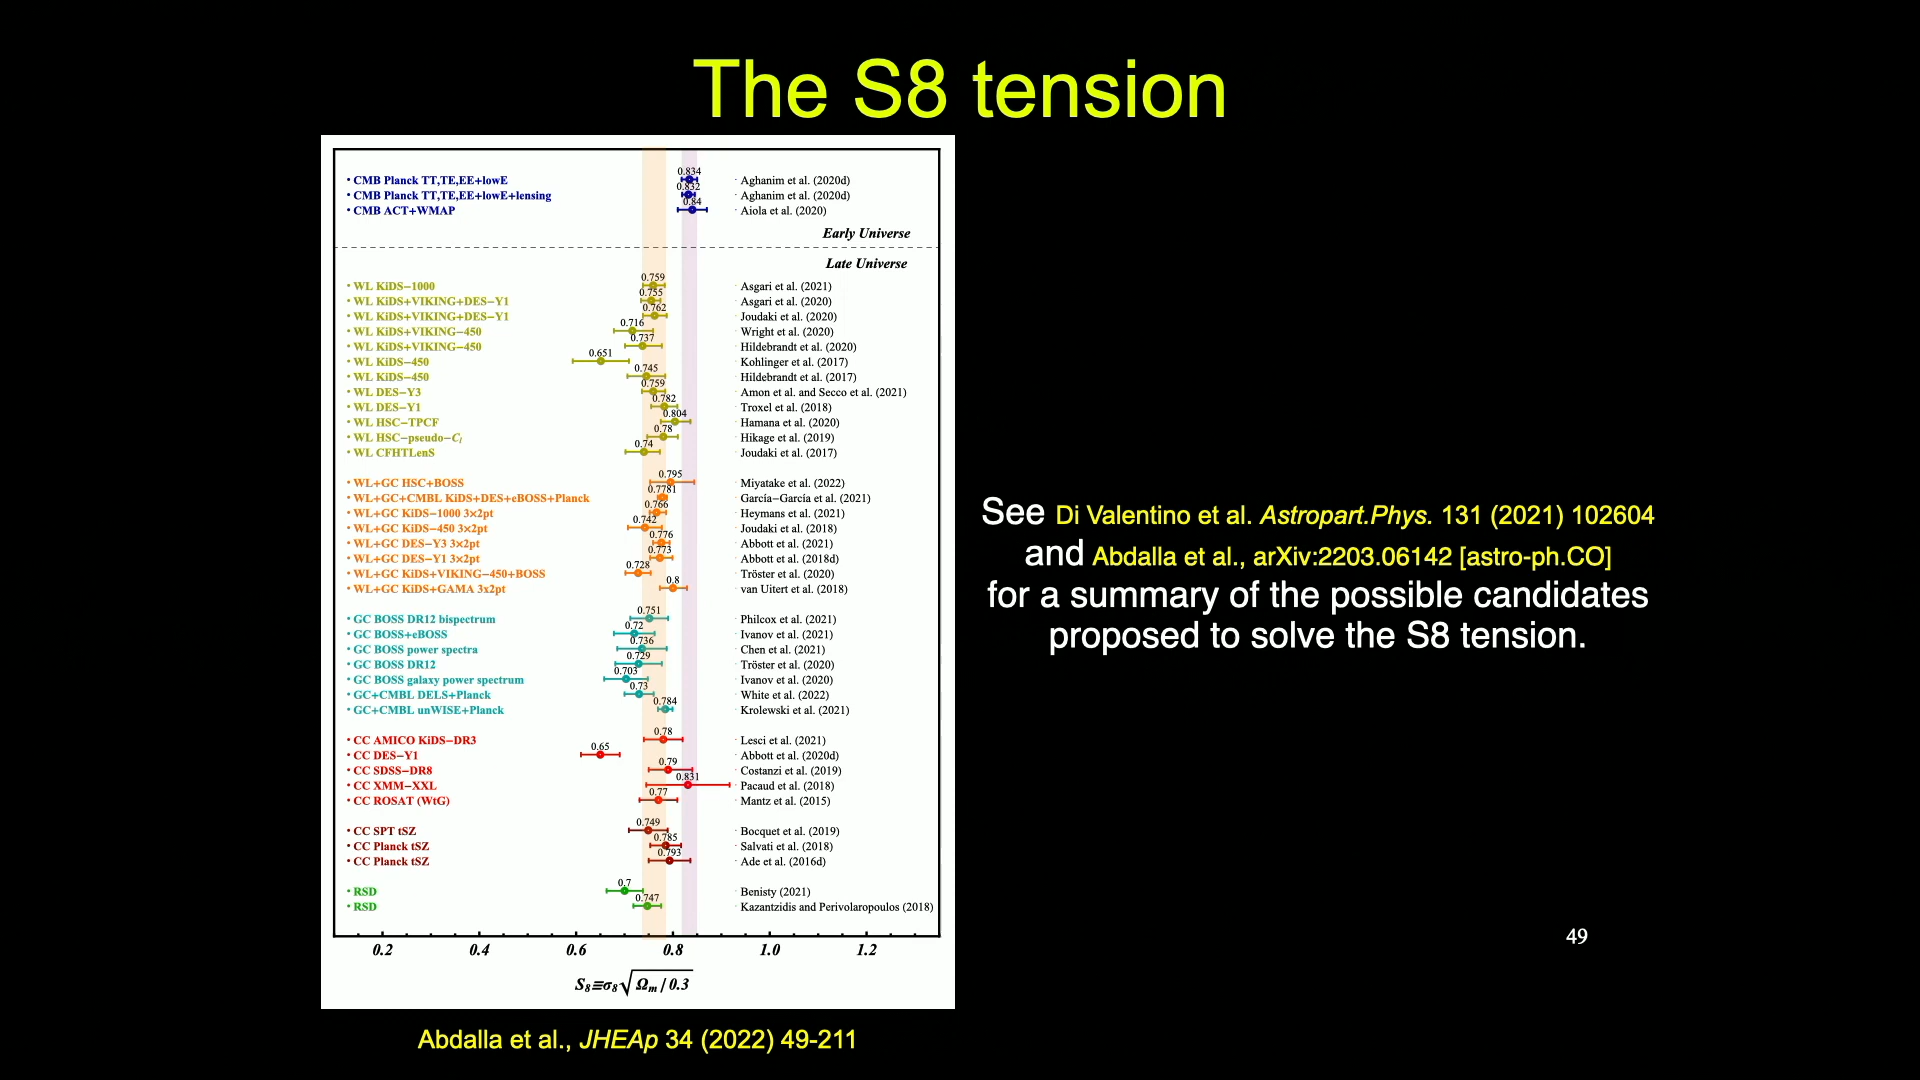 The S8 tension
• CMB Planck TT,TE,EE+lowE 0.834 Aghanim et al. (2020d)
• CMB Planck TT,TE,EE+lowE+lensing 0.832 Aghanim et al. (2020d)
• CMB ACT+WMAP 0.84 Aiola et al. (2020)
Early Universe
Late Universe
• WL KiDS−1000 0.759 Asgari et al. (2021)
• WL KiDS+VIKING+DES−Y1 0.755 Asgari et al. (2020)
• WL KiDS+VIKING+DES−Y1 0.762 Joudaki et al. (2020)
• WL KiDS+VIKING−450 0.716 Wright et al. (2020)
• WL KiDS+VIKING−450 0.737 Hildebrandt et al. (2020)
• WL KiDS−450 0.651 Kohlinger et al. (2017)
• WL KiDS−450 0.745 Hildebrandt et al. (2017)
• WL DES−Y3 0.759 Amon et al. and Secco et al. (2021)
• WL DES−Y1 0.782 Troxel et al. (2018)
• WL HSC−TPCF 0.804 Hamana et al. (2020)
• WL HSC−pseudo−Cl 0.78 Hikage et al. (2019)
• WL CFHTLenS 0.74 Joudaki et al. (2017)
• WL+GC HSC+BOSS 0.795 Miyatake et al. (2022)
• WL+GC+CMBL KiDS+DES+eBOSS+Planck 0.7781 García−García et al. (2021)
• WL+GC KiDS−1000 3×2pt 0.766 Heymans et al. (2021)
• WL+GC KiDS−450 3×2pt 0.742 Joudaki et al. (2018)
• WL+GC DES−Y3 3×2pt 0.776 Abbott et al. (2021)
• WL+GC DES−Y1 3×2pt 0.773 Abbott et al. (2018d)
• WL+GC KiDS+VIKING−450+BOSS 0.728 Tröster et al. (2020)
• WL+GC KiDS+GAMA 3x2pt 0.8 van Uitert et al. (2018)
• GC BOSS DR12 bispectrum 0.751 Philcox et al. (2021)
• GC BOSS+eBOSS 0.72 Ivanov et al. (2021)
• GC BOSS power spectra 0.736 Chen et al. (2021)
• GC BOSS DR12 0.729 Tröster et al. (2020)
• GC BOSS galaxy power spectrum 0.703 Ivanov et al. (2020)
• GC+CMBL DELS+Planck 0.73 White et al. (2022)
• GC+CMBL unWISE+Planck 0.784 Krolewski et al. (2021)
• CC AMICO KiDS−DR3 0.78 Lesci et al. (2021)
• CC DES−Y1 0.65 Abbott et al. (2020d)
• CC SDSS−DR8 0.79 Costanzi et al. (2019)
• CC XMM−XXL 0.831 Pacaud et al. (2018)
• CC ROSAT (WtG) 0.77 Mantz et al. (2015)
• CC SPT tSZ 0.749 Bocquet et al. (2019)
• CC Planck tSZ 0.785 Salvati et al. (2018)
• CC Planck tSZ 0.793 Ade et al. (2016d)
• RSD 0.7 Benisty (2021)
• RSD 0.747 Kazantzidis and Perivolaropoulos (2018)
0.2 0.4 0.6 0.8 1.0 1.2
S8≡σ8√Ωm / 0.3
Abdalla et al., JHEAp 34 (2022) 49-211
See Di Valentino et al. Astropart.Phys. 131 (2021) 102604
and Abdalla et al., arXiv:2203.06142 [astro-ph.CO]
for a summary of the possible candidates
proposed to solve the S8 tension.
49